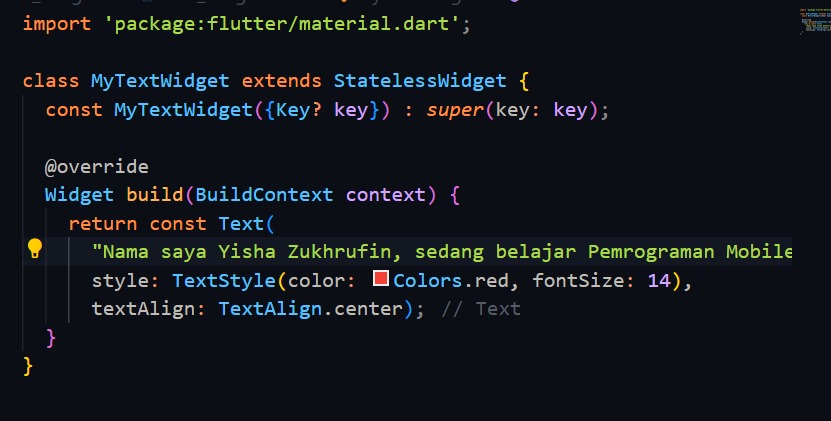 import 'package:flutter/material.dart';
class MyTextWidget extends StatelessWidget {
const MyTextWidget({Key? key}) : super(key: key);
@override
Widget build(BuildContext context) {
return const Text(
"Nama saya Yisha Zukhrufin, sedang belajar Pemrograman Mobile
style: TextStyle(color: Colors.red, fontSize: 14),
textAlign: TextAlign.center); // Text
}
}